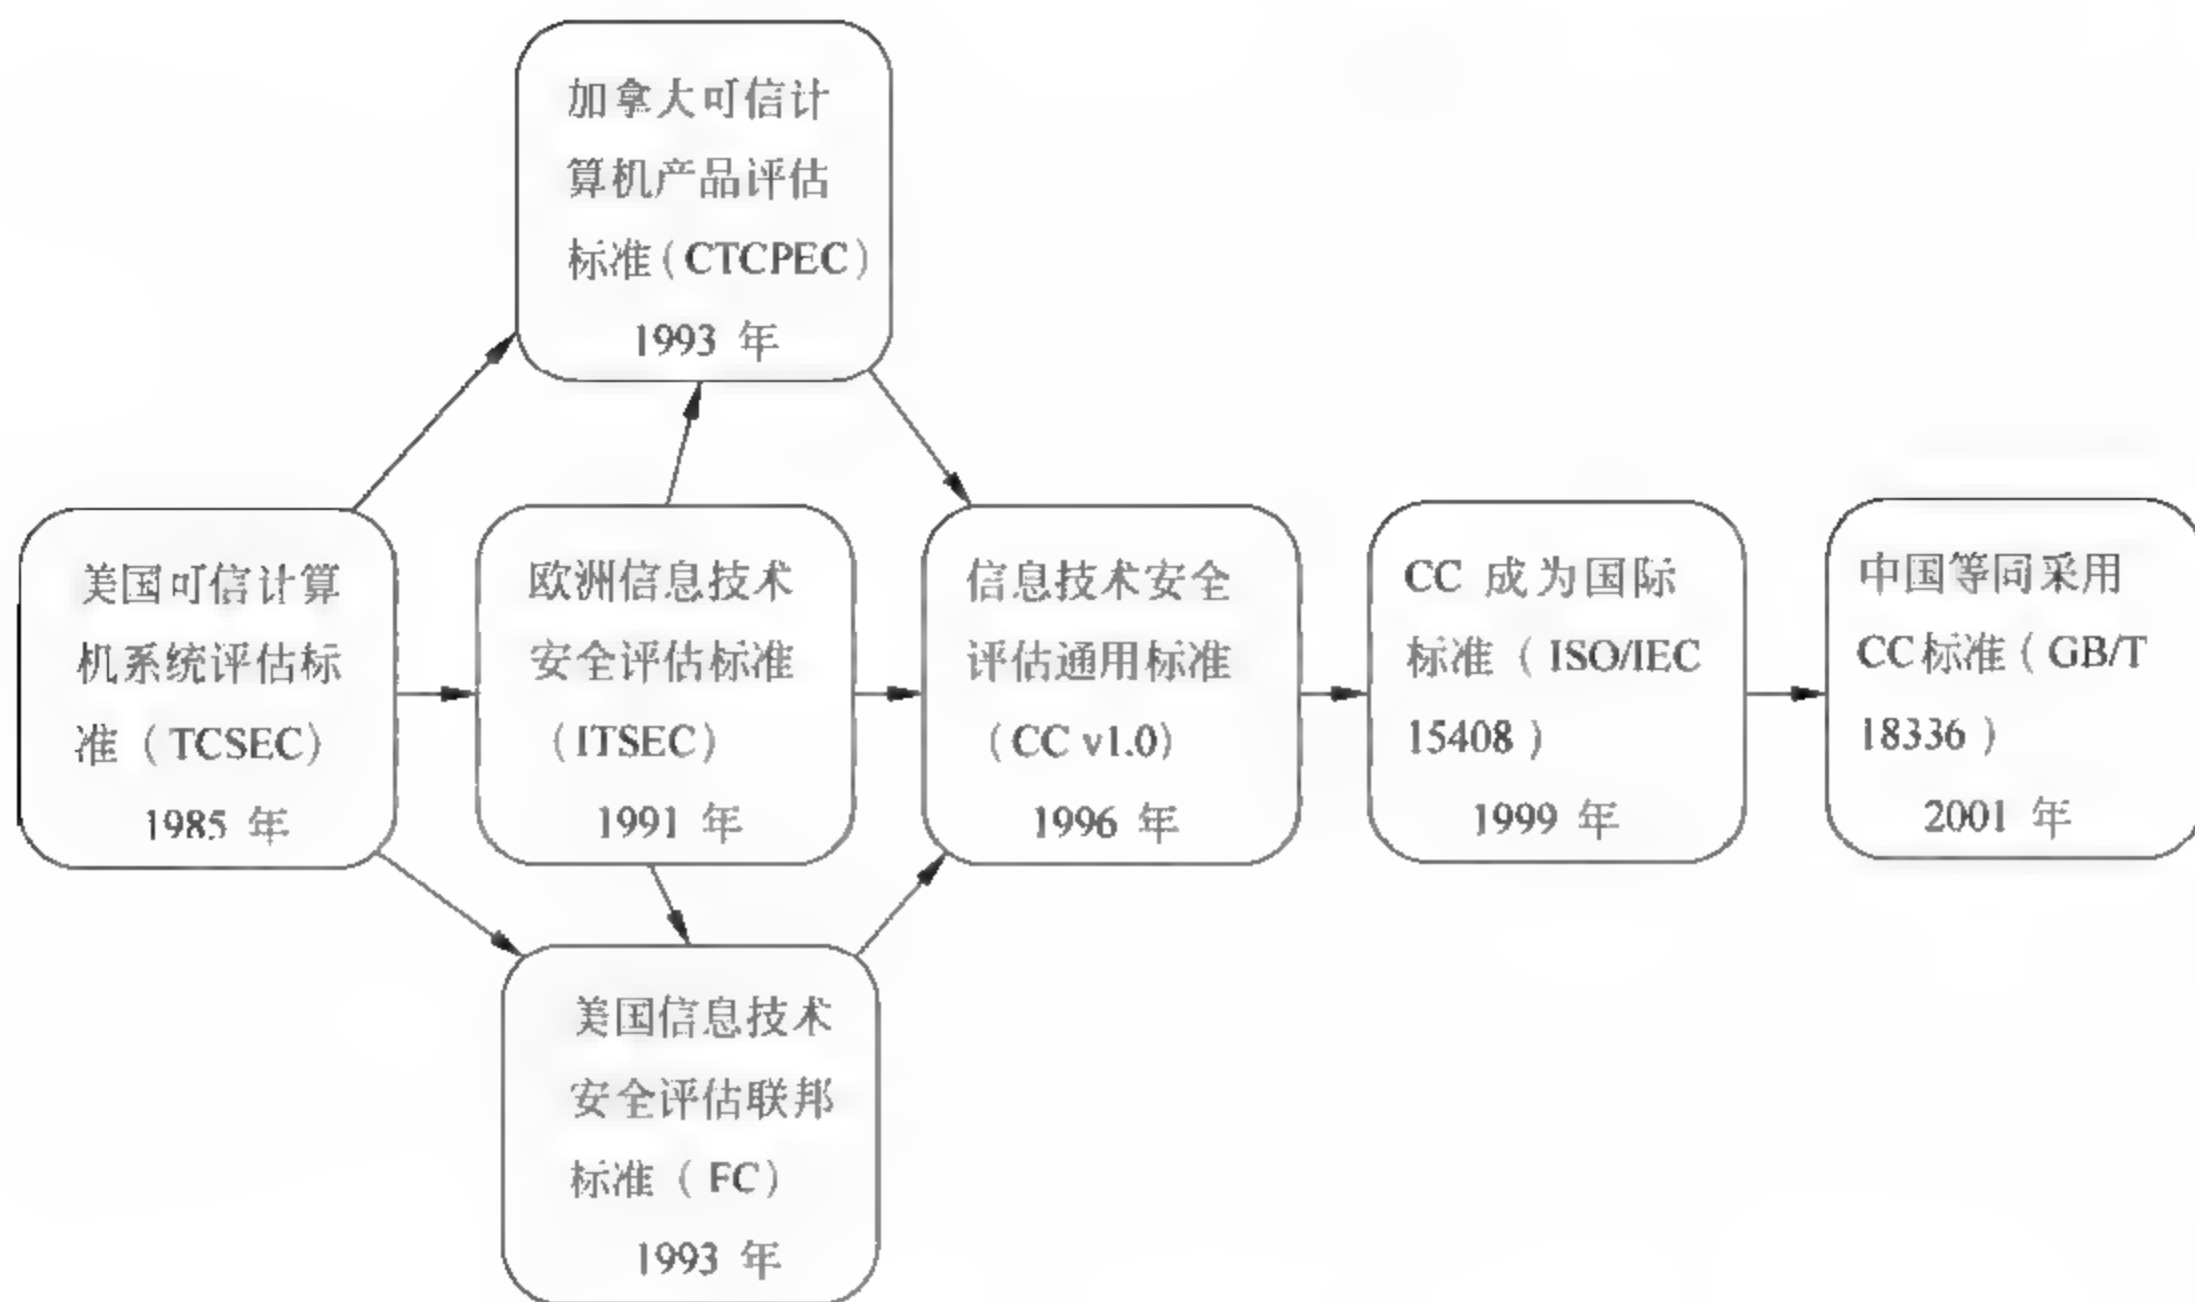 加拿大可信计
算机产品评估
标准(CTCPEC)
1993 年
美国可信计算
机系统评估标
准(TCSEC)
1985 年
欧洲信息技术
安全评估标准
(ITSEC)
1991 年
信息技术安全
评估通用标准
(CC v1.0)
1996 年
CC 成为国际
标准(ISO/IEC
15408)
1999 年
中国等同采用
CC标准(GB/T
18336)
2001 年
美国信息技术
安全评估联邦
标准(FC)
1993 年